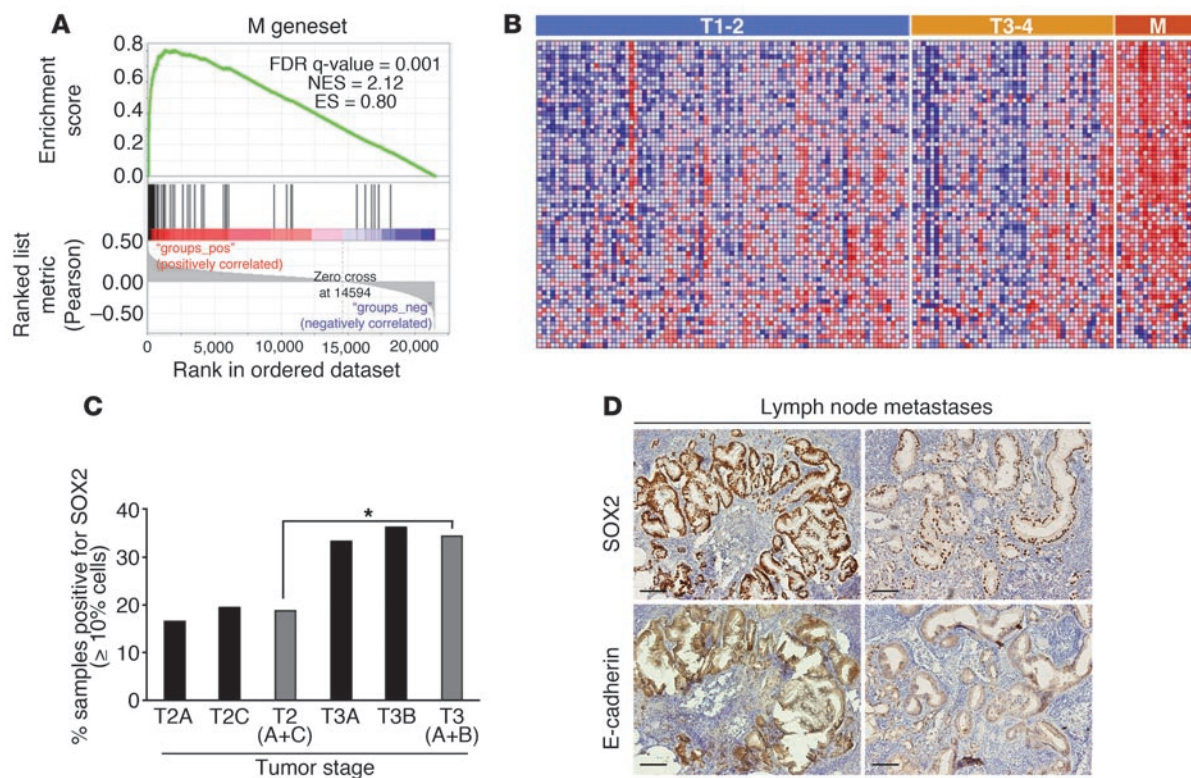 A
M geneset
FDR q-value = 0.001
NES = 2.12
ES = 0.80
Enrichment
score
0.8
0.6
0.4
0.2
0.0
"groups_pos"
(positively correlated)
Zero cross
at 14594
"groups_neg"
(negatively correlated)
Ranked list
metric
(Pearson)
0.50
0.00
−0.50
0 5,000 10,000 15,000 20,000
Rank in ordered dataset
B
T1-2 T3-4 M
C
% samples positive for SOX2
(≥ 10% cells)
40
30
20
10
0
*
T2A T2C T2 T3A T3B T3
(A+C) (A+B)
Tumor stage
D
Lymph node metastases
SOX2
E-cadherin